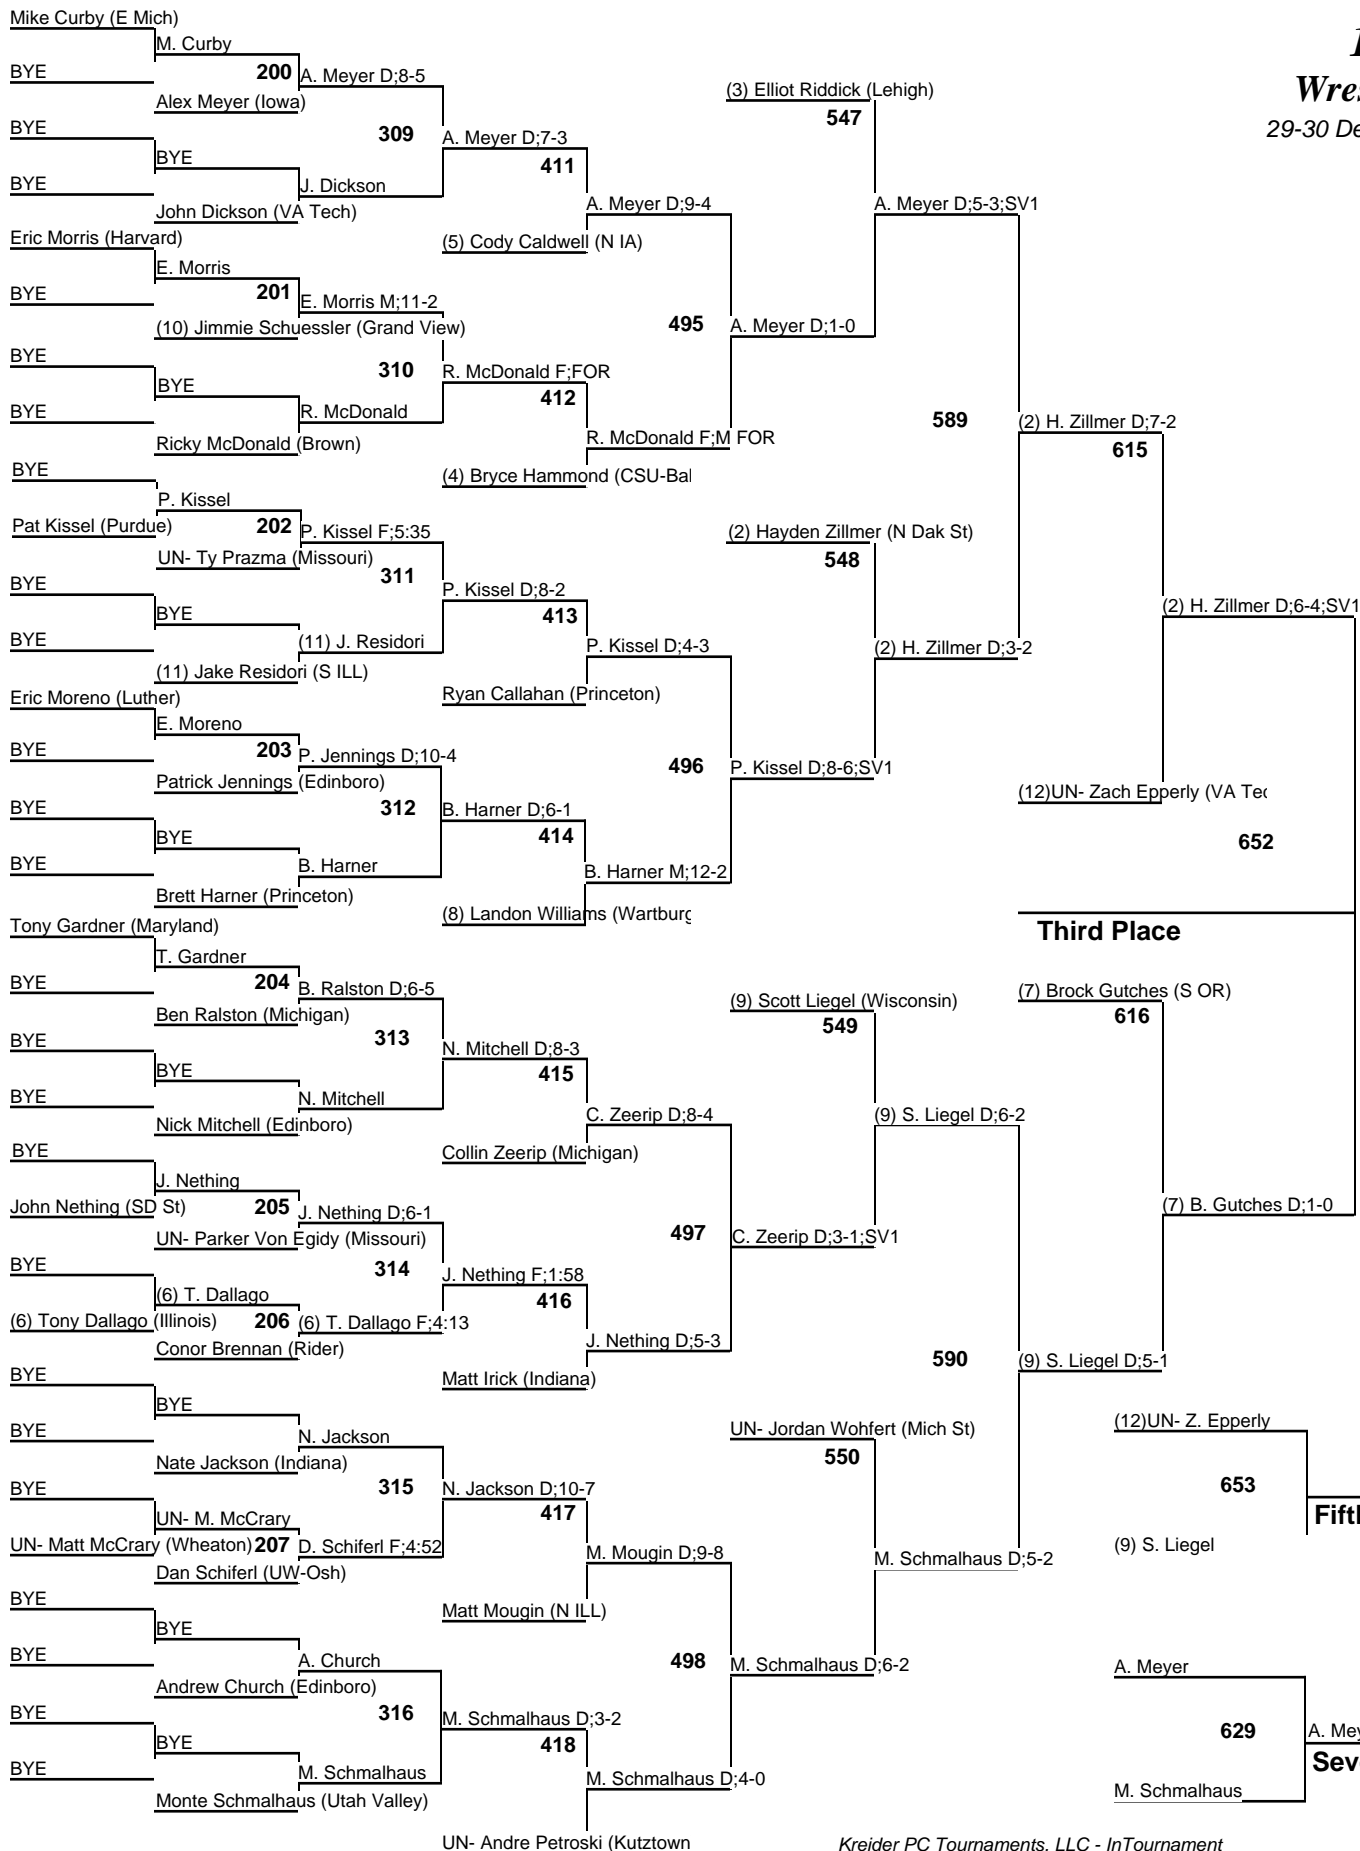 Mike Curby (E Mich)
M. Curby
BYE
200
A. Meyer D;8-5
Alex Meyer (Iowa)
BYE
309
A. Meyer D;7-3
BYE
411
BYE
J. Dickson
John Dickson (VA Tech)
A. Meyer D;9-4
(5) Cody Caldwell (N IA)
Eric Morris (Harvard)
E. Morris
BYE
201
E. Morris M;11-2
(10) Jimmie Schuessler (Grand View)
495
A. Meyer D;1-0
BYE
310
R. McDonald F;FOR
BYE
412
BYE
R. McDonald
Ricky McDonald (Brown)
R. McDonald F;M FOR
(4) Bryce Hammond (CSU-Bal
(3) Elliot Riddick (Lehigh)
547
A. Meyer D;5-3;SV1
589
(2) H. Zillmer D;7-2
615
BYE
P. Kissel
Pat Kissel (Purdue)
202
P. Kissel F;5:35
UN- Ty Prazma (Missouri)
311
BYE
P. Kissel D;8-2
413
BYE
BYE
(11) J. Residori
(11) Jake Residori (S ILL)
P. Kissel D;4-3
Ryan Callahan (Princeton)
(2) Hayden Zillmer (N Dak St)
548
(2) H. Zillmer D;3-2
(2) H. Zillmer D;6-4;SV1
Eric Moreno (Luther)
E. Moreno
BYE
203
P. Jennings D;10-4
Patrick Jennings (Edinboro)
496
P. Kissel D;8-6;SV1
312
BYE
B. Harner D;6-1
414
BYE
BYE
B. Harner
Brett Harner (Princeton)
B. Harner M;12-2
(8) Landon Williams (Wartburg
(12)UN- Zach Epperly (VA Tec
652
Third Place
Tony Gardner (Maryland)
T. Gardner
BYE
204
B. Ralston D;6-5
Ben Ralston (Michigan)
313
BYE
N. Mitchell D;8-3
415
BYE
BYE
N. Mitchell
Nick Mitchell (Edinboro)
C. Zeerip D;8-4
Collin Zeerip (Michigan)
(9) Scott Liegel (Wisconsin)
549
(9) S. Liegel D;6-2
(7) Brock Gutches (S OR)
616
BYE
J. Nething
John Nething (SD St)
205
J. Nething D;6-1
UN- Parker Von Egidy (Missouri)
497
C. Zeerip D;3-1;SV1
(7) B. Gutches D;1-0
BYE
314
J. Nething F;1:58
(6) T. Dallago
416
(6) Tony Dallago (Illinois)
206
(6) T. Dallago F;4:13
Conor Brennan (Rider)
J. Nething D;5-3
590
(9) S. Liegel D;5-1
Matt Irick (Indiana)
BYE
BYE
BYE
N. Jackson
Nate Jackson (Indiana)
UN- Jordan Wohfert (Mich St)
550
(12)UN- Z. Epperly
315
N. Jackson D;10-7
653
BYE
417
UN- M. McCrary
UN- Matt McCrary (Wheaton)
207
D. Schiferl F;4:52
Dan Schiferl (UW-Osh)
M. Mougin D;9-8
M. Schmalhaus D;5-2
(9) S. Liegel
BYE
Matt Mougin (N ILL)
BYE
BYE
A. Church
Andrew Church (Edinboro)
498
M. Schmalhaus D;6-2
A. Meyer
BYE
316
M. Schmalhaus D;3-2
629
BYE
418
BYE
M. Schmalhaus
M. Schmalhaus D;4-0
M. Schmalhaus
Monte Schmalhaus (Utah Valley)
UN- Andre Petroski (Kutztown
Kreider PC Tournaments, LLC - InTournament
29-30 De